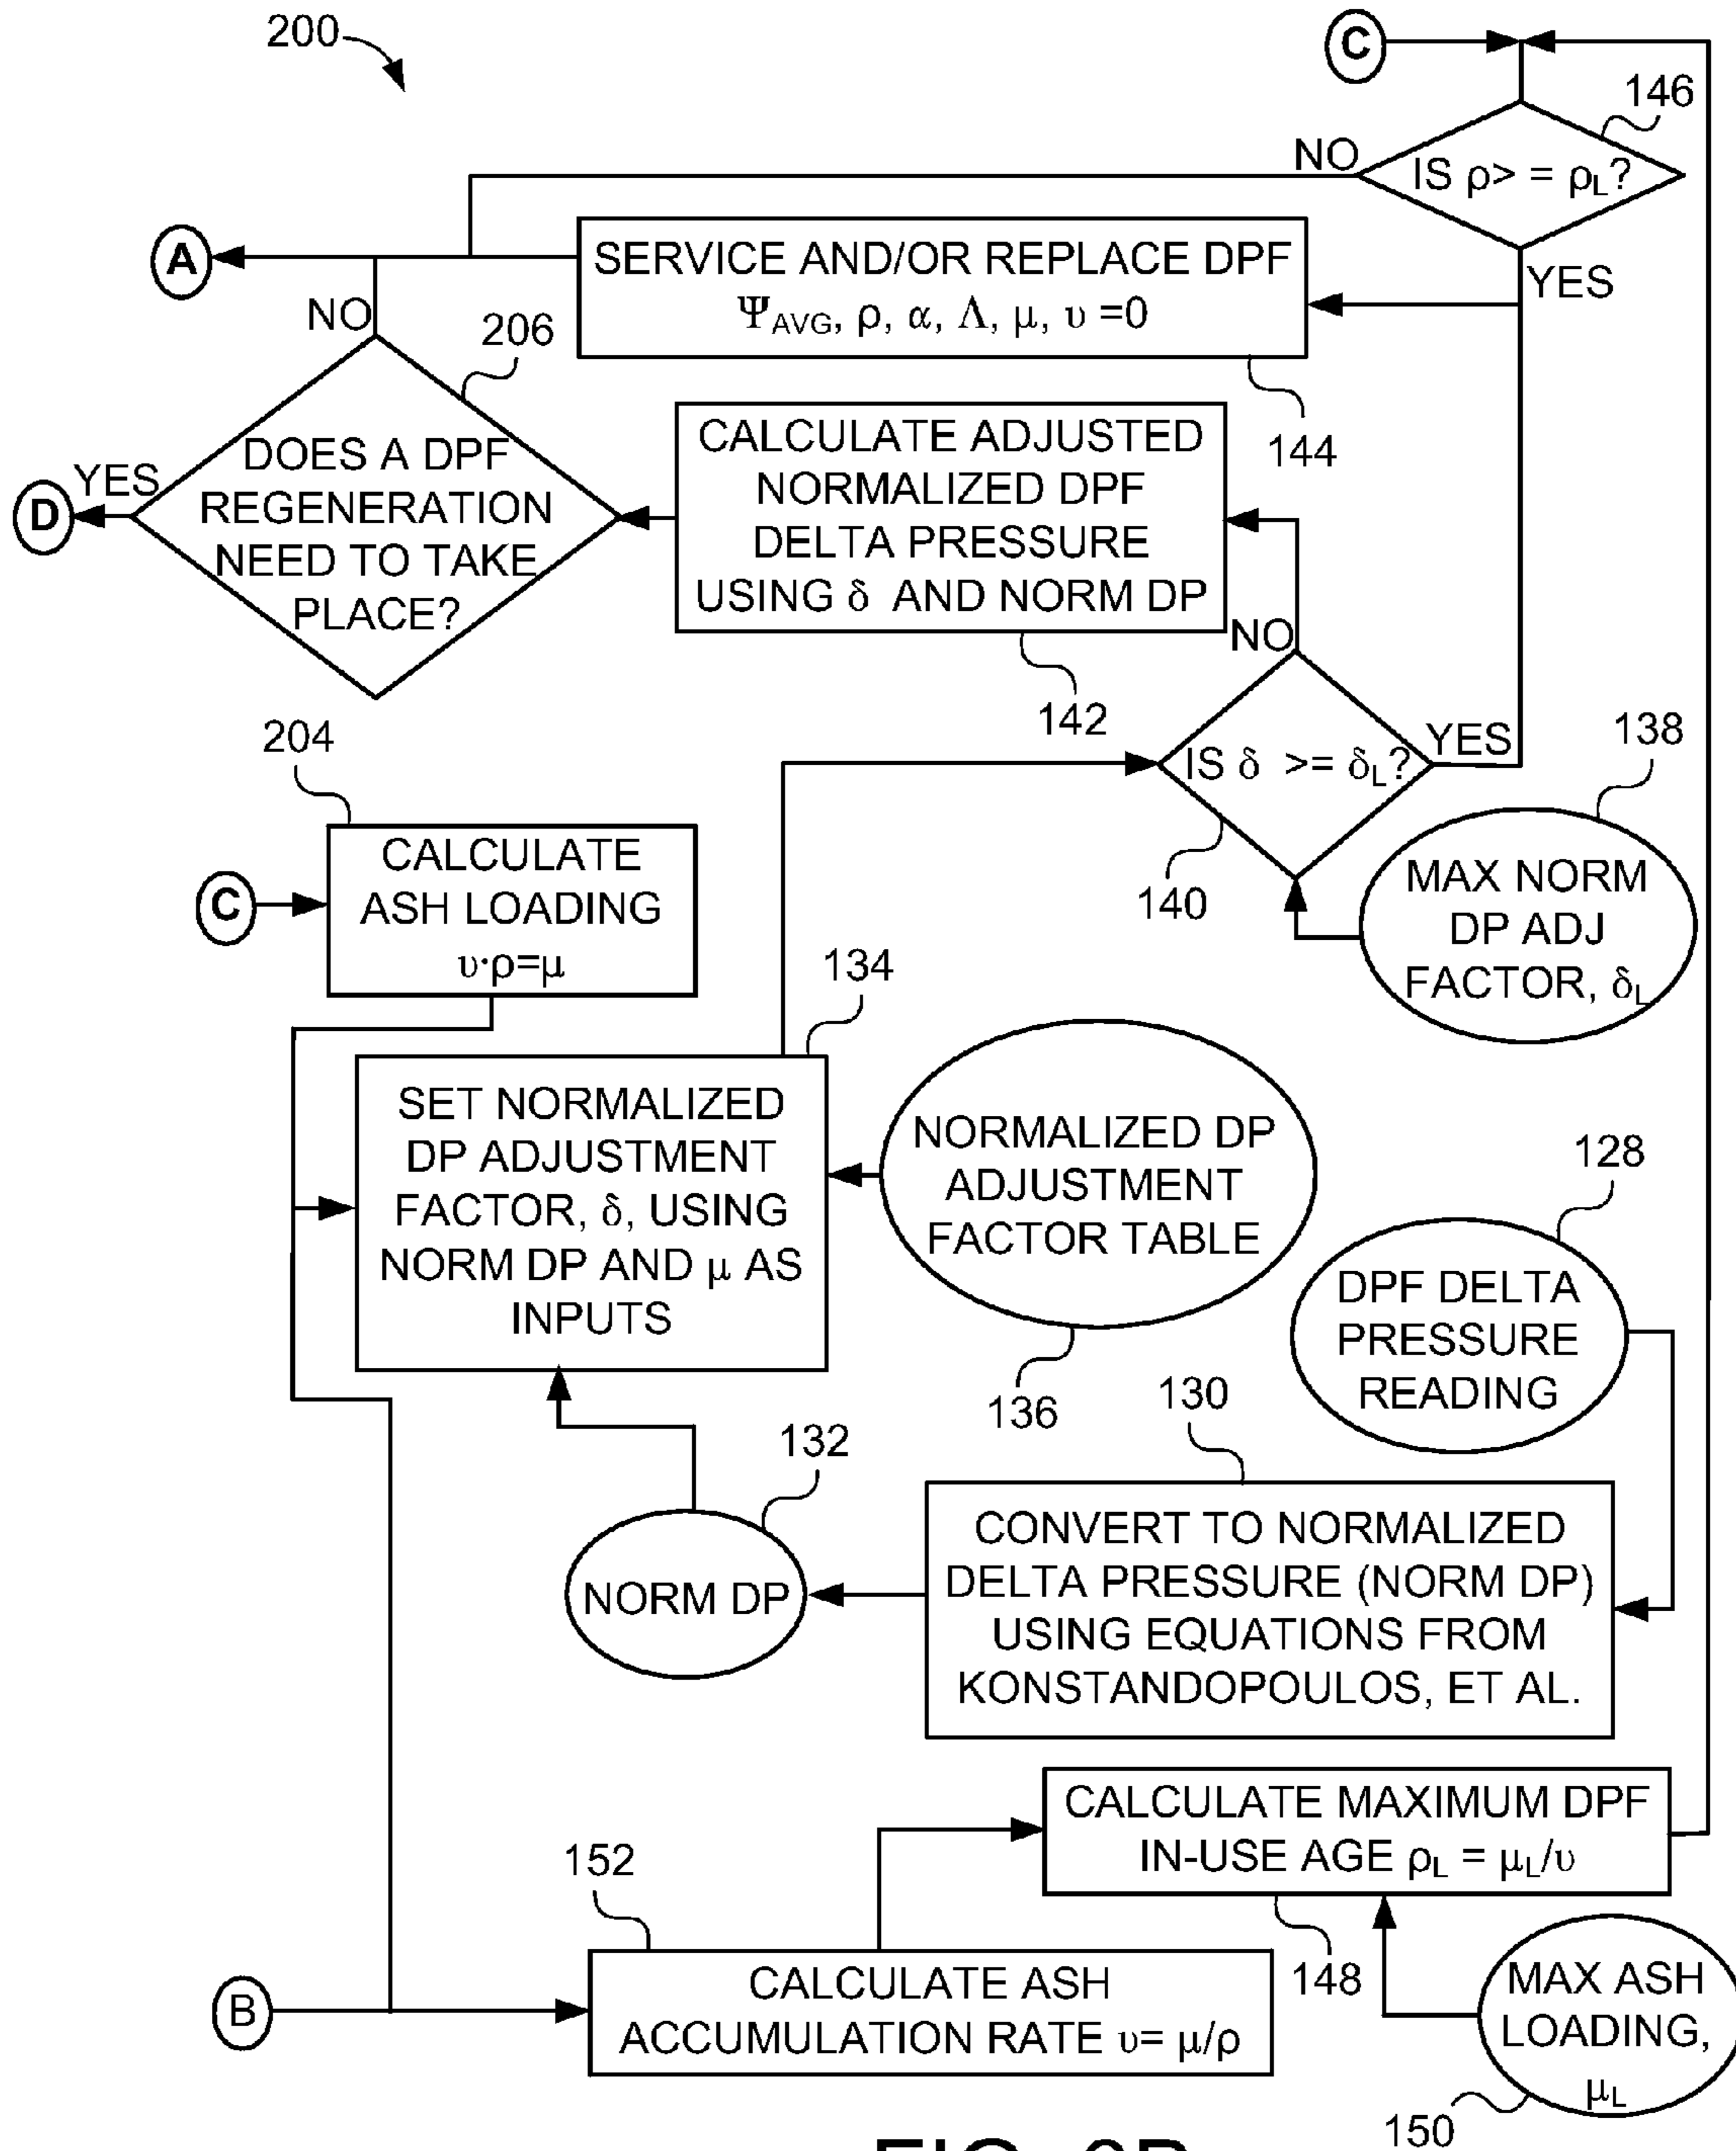 200
C
146
NO
IS ρ> = ρL?
A
SERVICE AND/OR REPLACE DPF
ΨAVG, ρ, α, Λ, μ, υ =0
YES
NO
206
144
CALCULATE ADJUSTED
NORMALIZED DPF
DELTA PRESSURE
USING δ AND NORM DP
DOES A DPF
REGENERATION
NEED TO TAKE
PLACE?
YES
D
NO
142
204
IS δ >= δL?
YES
138
CALCULATE
ASH LOADING
υ·ρ=μ
C
140
MAX NORM
DP ADJ
FACTOR, δL
134
SET NORMALIZED
DP ADJUSTMENT
FACTOR, δ, USING
NORM DP AND μ AS
INPUTS
NORMALIZED DP
ADJUSTMENT
FACTOR TABLE
128
DPF DELTA
PRESSURE
READING
136
130
132
NORM DP
CONVERT TO NORMALIZED
DELTA PRESSURE (NORM DP)
USING EQUATIONS FROM
KONSTANDOPOULOS, ET AL.
CALCULATE MAXIMUM DPF
IN-USE AGE ρL = μL/υ
152
148
B
CALCULATE ASH
ACCUMULATION RATE υ= μ/ρ
MAX ASH
LOADING,
μL
150